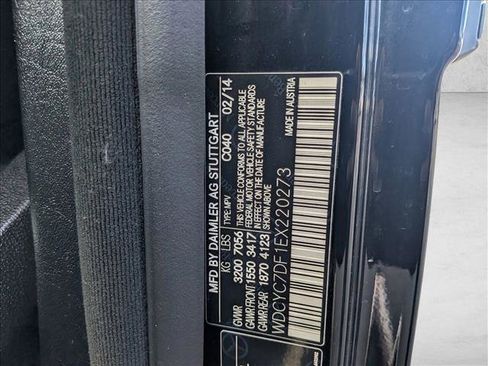 MFD BY DAIMLER AG STUTTGART
C040 02/14
MADE IN AUSTRIA
KG LBS TYPE: MPV
GVWR 3200 7056
GAWR FRONT 1550 3417
GAWR REAR 1870 4123
THIS VEHICLE CONFORMS TO ALL APPLICABLE
FEDERAL MOTOR VEHICLE SAFETY STANDARDS
IN EFFECT ON THE DATE OF MANUFACTURE
SHOWN ABOVE
WDCYC7DF1EX220273